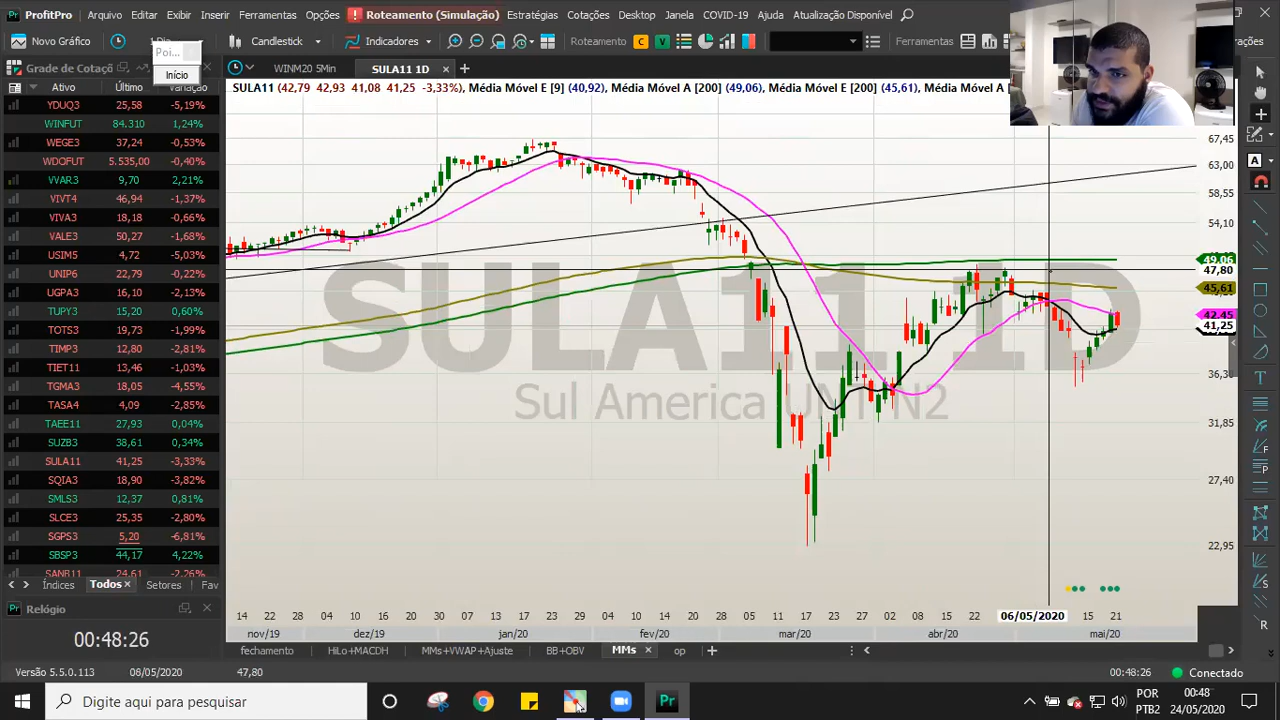 ProfitPro Arquivo Editar Exibir Inserir Ferramentas Opções Roteamento (Simulação) Estratégias Cotações Desktop Janela COVID-19 Ajuda Atualização Disponível
Novo Gráfico Candlestick Indicadores Roteamento C V Ferramentas
Poi...
Início
Grade de Cotaçõ
WINM20 5Min SULA11 1D
Ativo Último Variação
SULA11 (42,79 42,93 41,08 41,25 -3,33%), Média Móvel E [9] (40,92), Média Móvel A [200] (49,06), Média Móvel E [200] (45,61), Média Móvel A [
YDUQ3 25,58 -5,19%
WINFUT 84.310 1,24%
WEGE3 37,24 -0,53%
WDOFUT 5.535,00 -0,40%
VVAR3 9,70 2,21%
VIVT4 46,94 -1,37%
VIVA3 18,18 -0,66%
VALE3 50,27 -1,68%
USIM5 4,72 -5,03%
UNIP6 22,79 -0,22%
UGPA3 16,10 -2,13%
TUPY3 15,20 0,60%
TOTS3 19,73 -1,99%
TIMP3 12,80 -2,81%
TIET11 13,46 -1,03%
TGMA3 18,05 -4,55%
TASA4 4,09 -2,85%
TAEE11 27,93 0,04%
SUZB3 38,61 0,34%
SULA11 41,25 -3,33%
SQIA3 18,90 -3,82%
SMLS3 12,37 0,81%
SLCE3 25,35 -2,80%
SGPS3 5,20 -6,81%
SBSP3 44,17 4,22%
SANB11 24,61 -2,26%
SULA11 1D
Sul America UNT N2
67,45
63,00
58,55
54,10
49,06
47,80
45,61
42,45
41,25
36,30
31,85
27,40
22,95
14 22 28 04 10 16 20 30 07 13 17 23 29 04 10 14 20 28 05 11 17 23 27 02 08 14 22 28 06/05/2020 15 21
nov/19 dez/19 jan/20 fev/20 mar/20 abr/20 mai/20
Índices Todos Setores Fav
fechamento HiLo+MACDH MMs+VWAP+Ajuste BB+OBV MMs op
Relógio
00:48:26
Versão 5.5.0.113 08/05/2020 47,80 00:48:26 Conectado
Digite aqui para pesquisar
Pr
POR
PTB2
00:48
24/05/2020